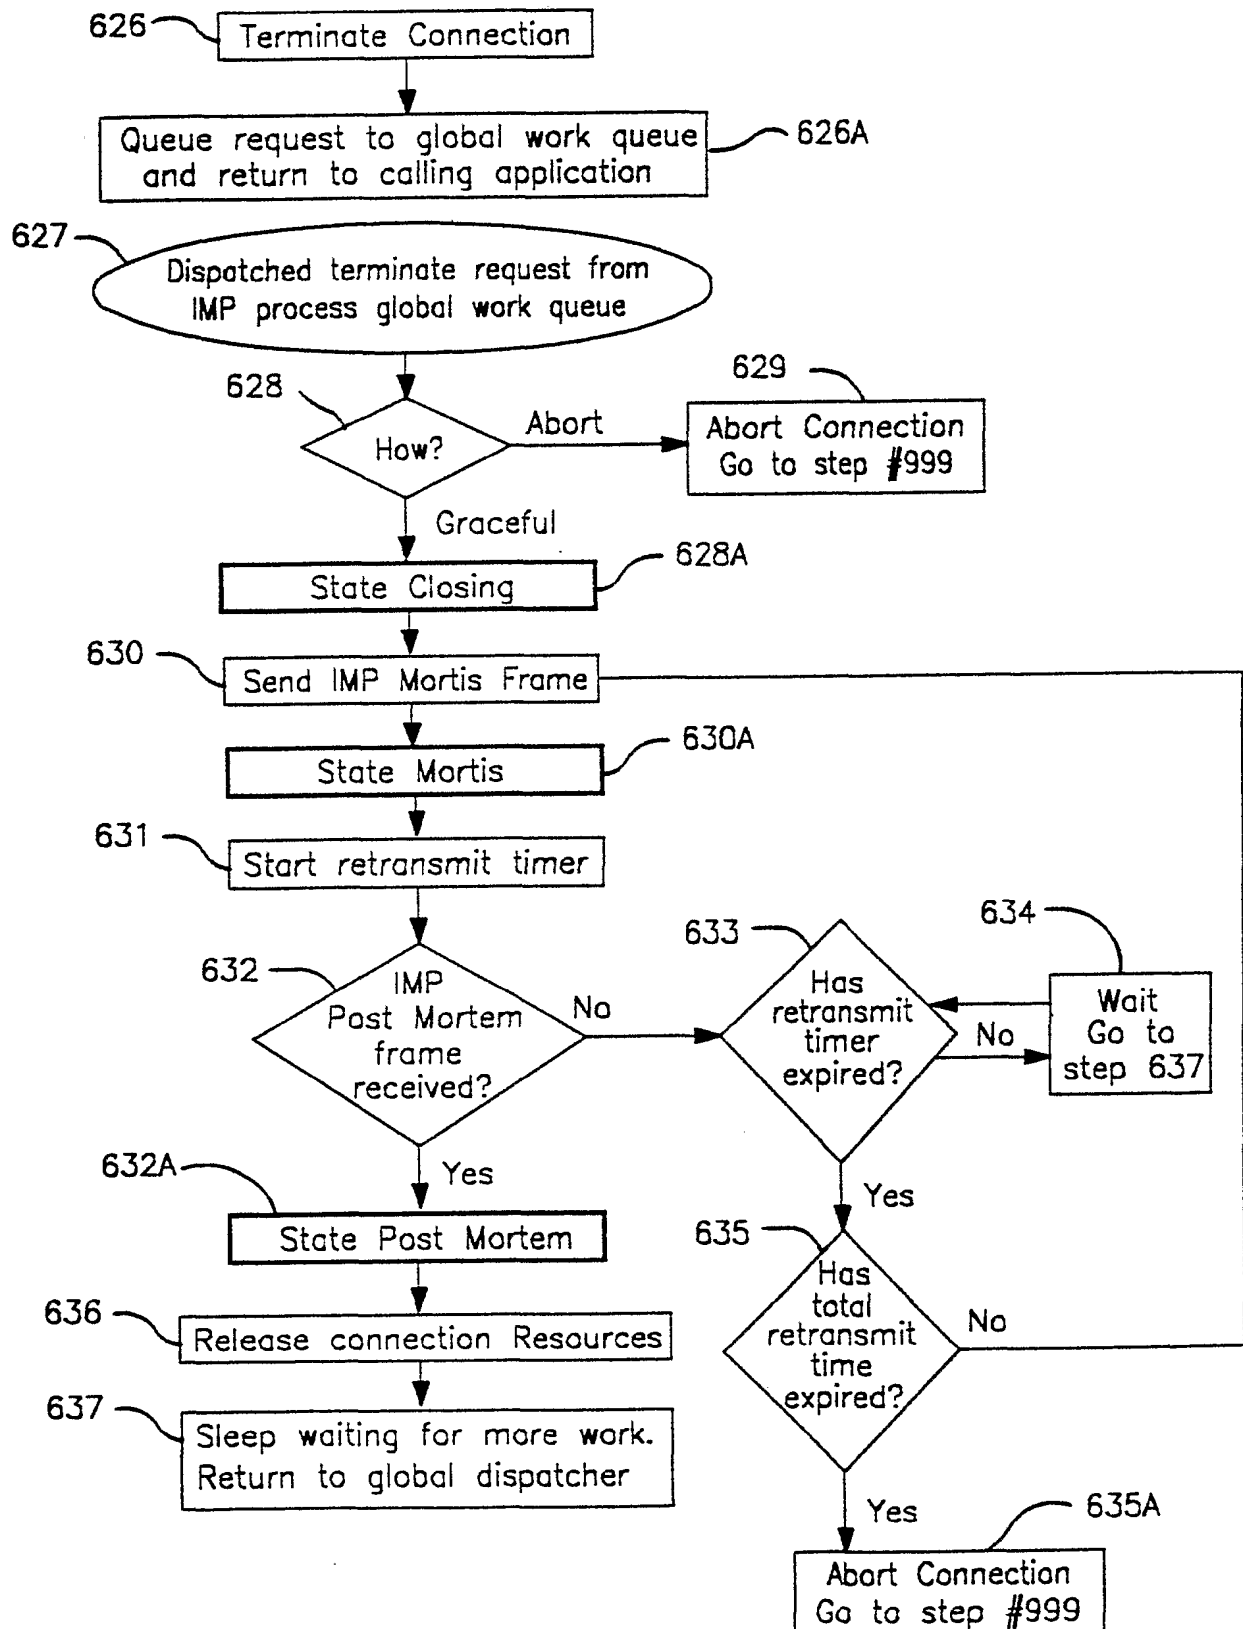 626
Terminate Connection
Queue request to global work queue
and return to calling application
626A
627
Dispatched terminate request from
IMP process global work queue
628
How?
Abort
629
Abort Connection
Go to step #999
Graceful
628A
State Closing
630
Send IMP Mortis Frame
630A
State Mortis
631
Start retransmit timer
632
IMP
Post Mortem
frame
received?
No
633
Has
retransmit
timer
expired?
No
634
Wait
Go to
step 637
Yes
632A
State Post Mortem
Yes
635
Has
total
retransmit
time
expired?
No
636
Release connection Resources
637
Sleep waiting for more work.
Return to global dispatcher
Yes
635A
Abort Connection
Go to step #999